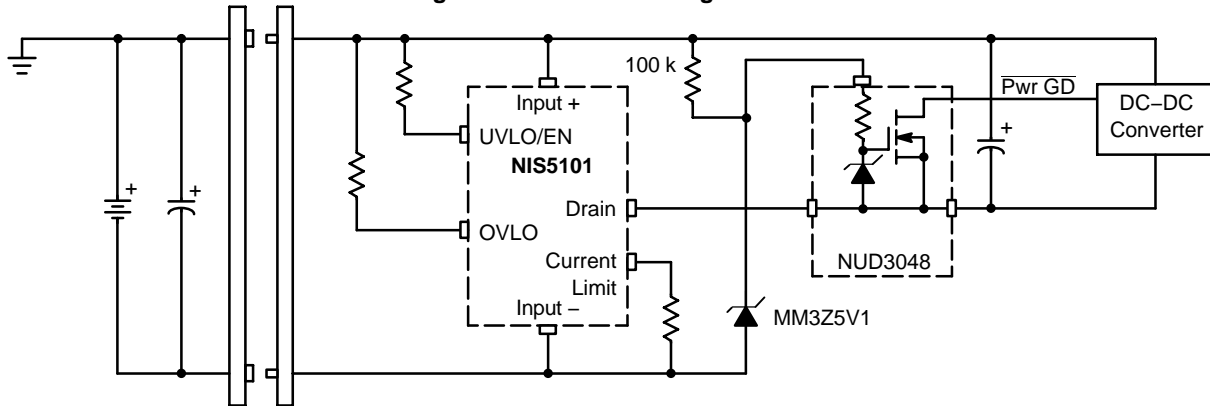 +
+
100 k
Input +
UVLO/EN
NIS5101
Drain
OVLO
Current
Limit
Input –
MM3Z5V1
NUD3048
Pwr GD
+
DC–DC
Converter